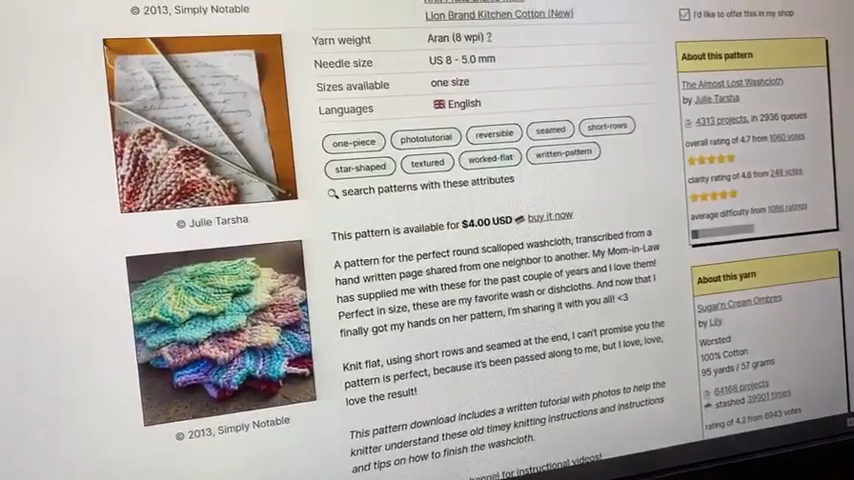 © 2013, Simply Notable
Lion Brand Kitchen Cotton (New)
Yarn weight Aran (8 wpi) ?
Needle size US 8 - 5.0 mm
Sizes available one size
Languages English
one-piece phototutorial reversible seamed short-rows
star-shaped textured worked-flat written-pattern
search patterns with these attributes
© Julie Tarsha
This pattern is available for $4.00 USD buy it now
A pattern for the perfect round scalloped washcloth, transcribed from a
hand written page shared from one neighbor to another. My Mom-in-Law
has supplied me with these for the past couple of years and I love them!
Perfect in size, these are my favorite wash or dishcloths. And now that I
finally got my hands on her pattern, I'm sharing it with you all! <3
Knit flat, using short rows and seamed at the end, I can't promise you the
pattern is perfect, because it's been passed along to me, but I love, love,
love the result!
© 2013, Simply Notable
This pattern download includes a written tutorial with photos to help the
knitter understand these old timey knitting instructions and instructions
and tips on how to finish the washcloth.
channel for instructional videos!
I'd like to offer this in my shop
About this pattern
The Almost Lost Washcloth
by Julie Tarsha
4313 projects, in 2936 queues
overall rating of 4.7 from 1060 votes
clarity rating of 4.6 from 249 votes
average difficulty from 1086 ratings
About this yarn
Sugar'n Cream Ombres
by Lily
Worsted
100% Cotton
95 yards / 57 grams
64168 projects
stashed 39901 times
rating of 4.2 from 6943 votes